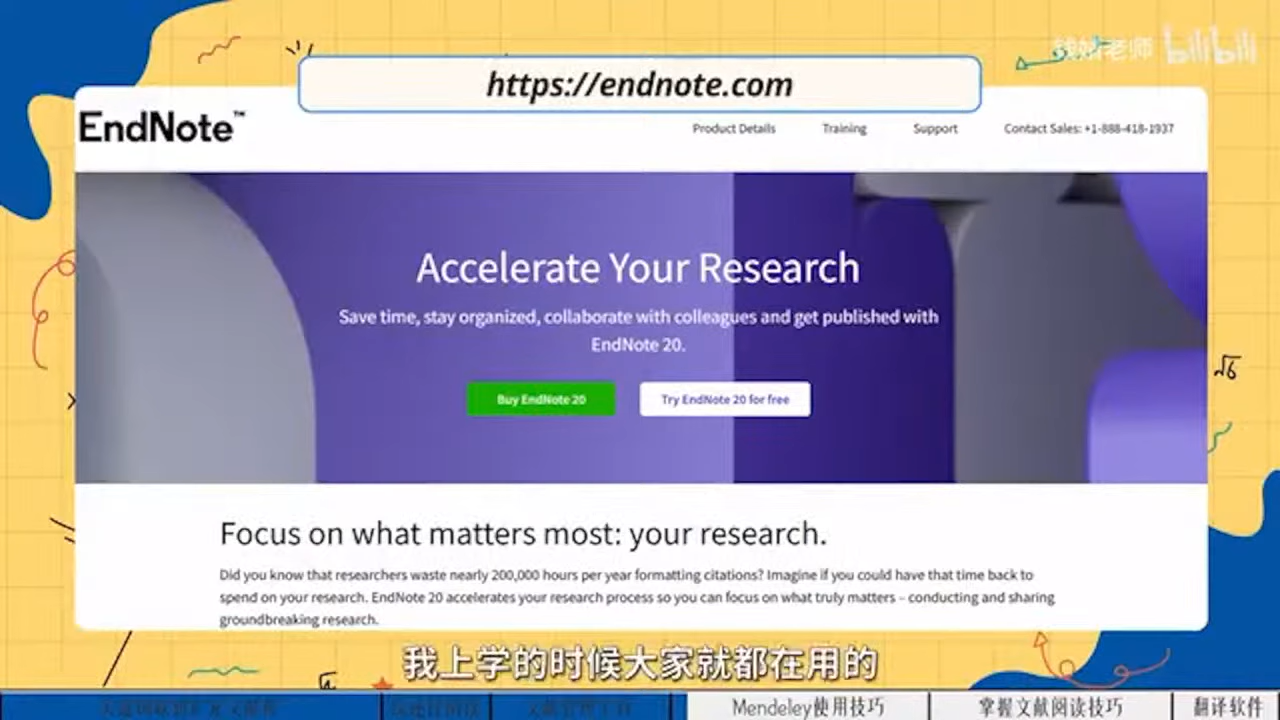 bilibili
https://endnote.com
EndNote™
Product Details
Training
Support
Contact Sales: +1-888-418-1937
Accelerate Your Research
Save time, stay organized, collaborate with colleagues and get published with
EndNote 20.
Buy EndNote 20
Try EndNote 20 for free
√6
Focus on what matters most: your research.
Did you know that researchers waste nearly 200,000 hours per year formatting citations? Imagine if you could have that time back to
spend on your research. EndNote 20 accelerates your research process so you can focus on what truly matters – conducting and sharing
groundbreaking research.
我上学的时候大家就都在用的
Mendeley使用技巧
掌握文献阅读技巧
翻译软件